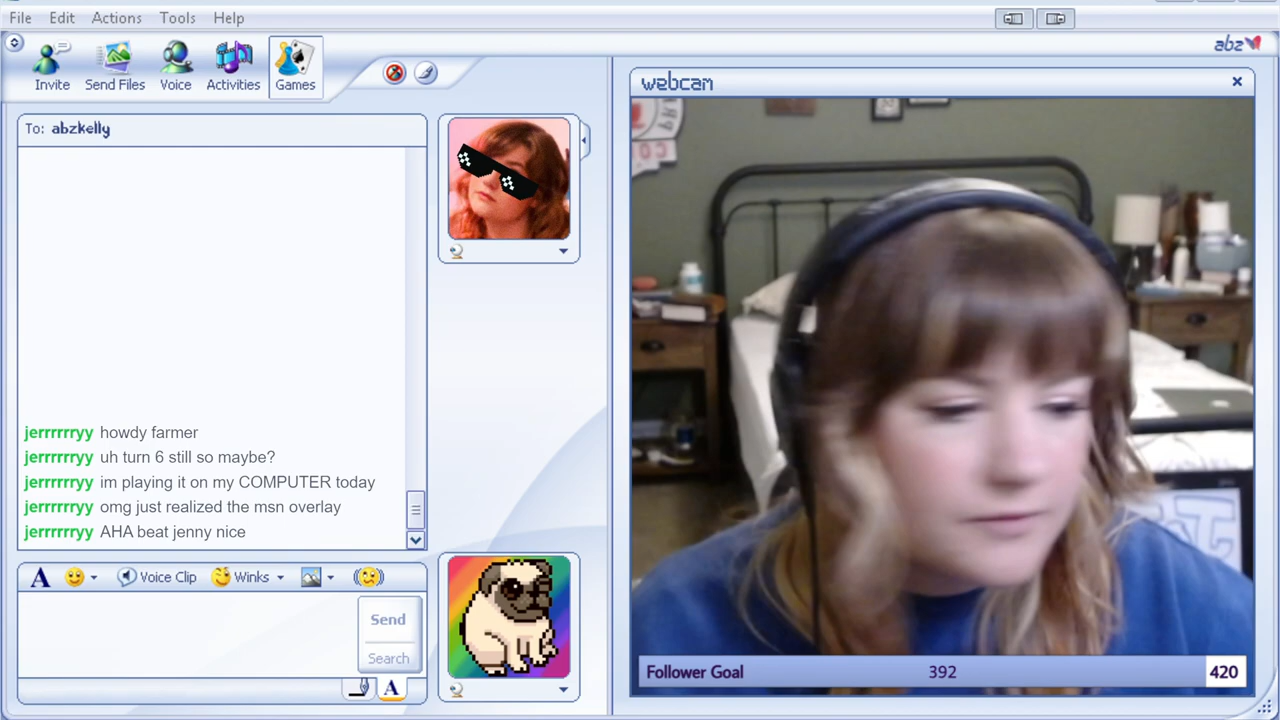 File Edit Actions Tools Help
abz
Invite Send Files Voice Activities Games
webcam
To: abzkelly
jerrrrrryy howdy farmer
jerrrrrryy uh turn 6 still so maybe?
jerrrrrryy im playing it on my COMPUTER today
jerrrrrryy omg just realized the msn overlay
jerrrrrryy AHA beat jenny nice
A Voice Clip Winks
Send
Search
A
Follower Goal 392 420